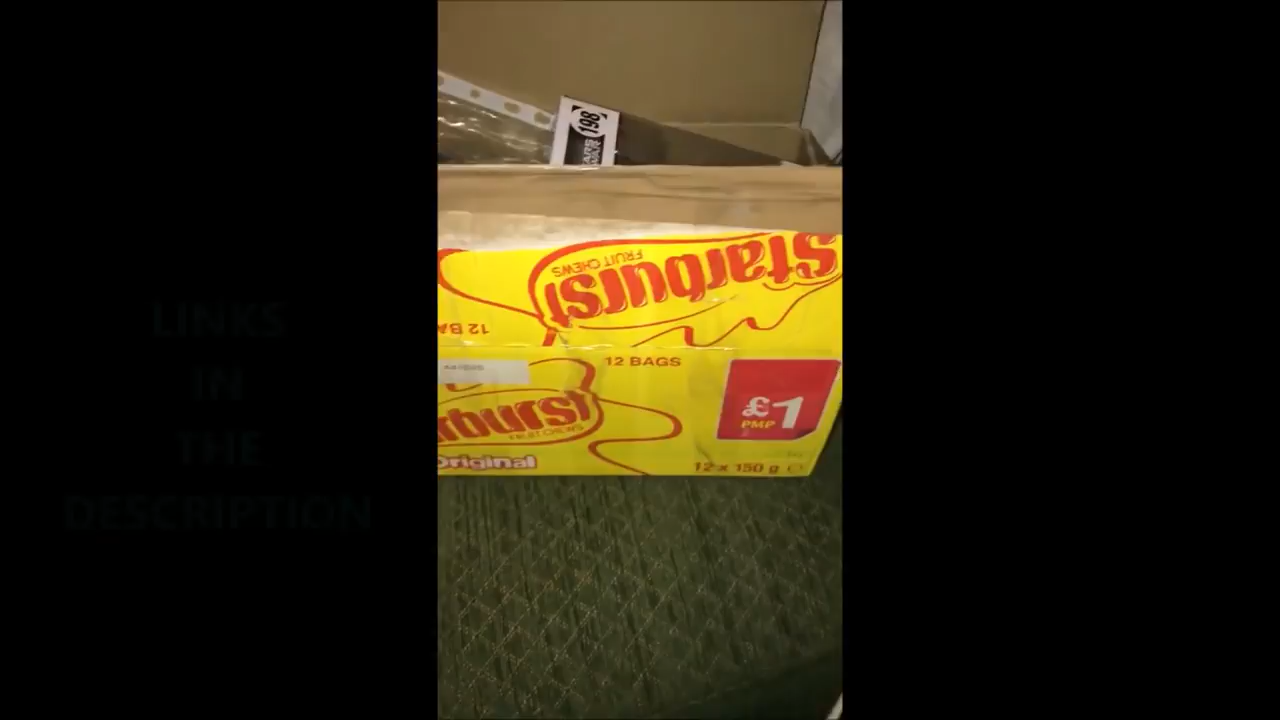 198
Starburst
FRUIT CHEWS
12 BA
12 BAGS
rburst
FRUIT CHEWS
Original
£1
PMP
12 x 150 g e
LINKS
IN
THE
DESCRIPTION